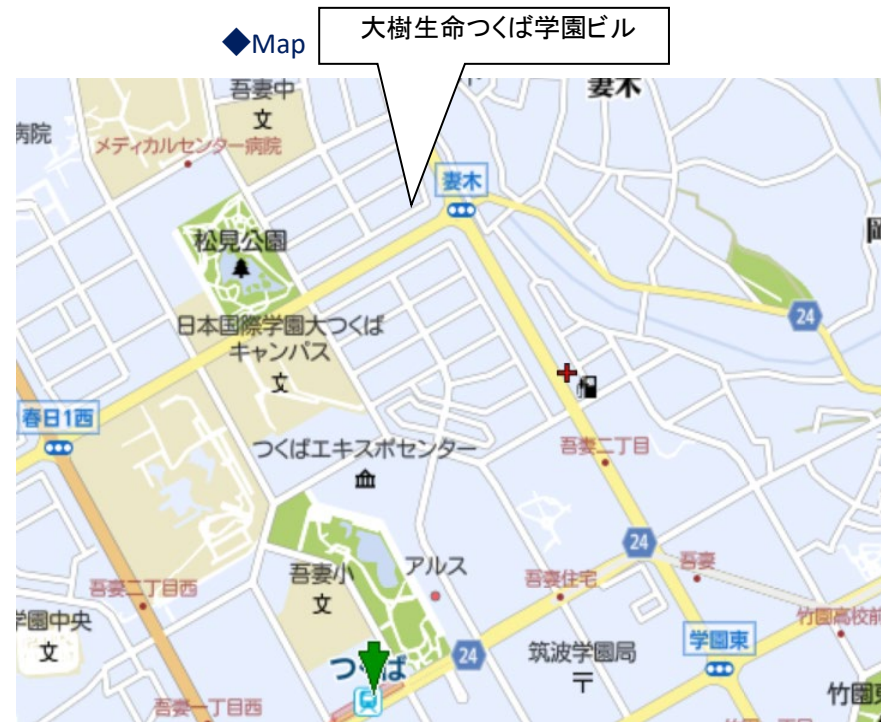 ◆Map
大樹生命つくば学園ビル
吾妻中
文
妻木
病院
メディカルセンター病院
妻木
松見公園
24
日本国際学園大つくば
キャンパス
文
春日1西
つくばエキスポセンター
吾妻二丁目
24
吾妻
吾妻小
文
アルス
吾妻住宅
吾妻二丁目西
竹園高校前
学園中央
文
学園東
24
筑波学園局
〒
つくば
吾妻一丁目西